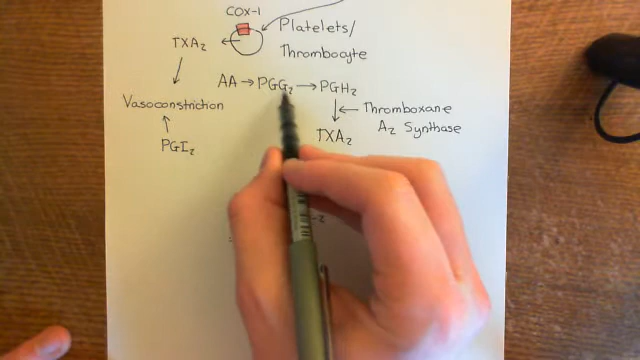 COX-1
Platelets/
Thrombocyte
TXA2
AA → PGG2 → PGH2
Vasoconstriction
← Thromboxane
A2 Synthase
TXA2
PGI2